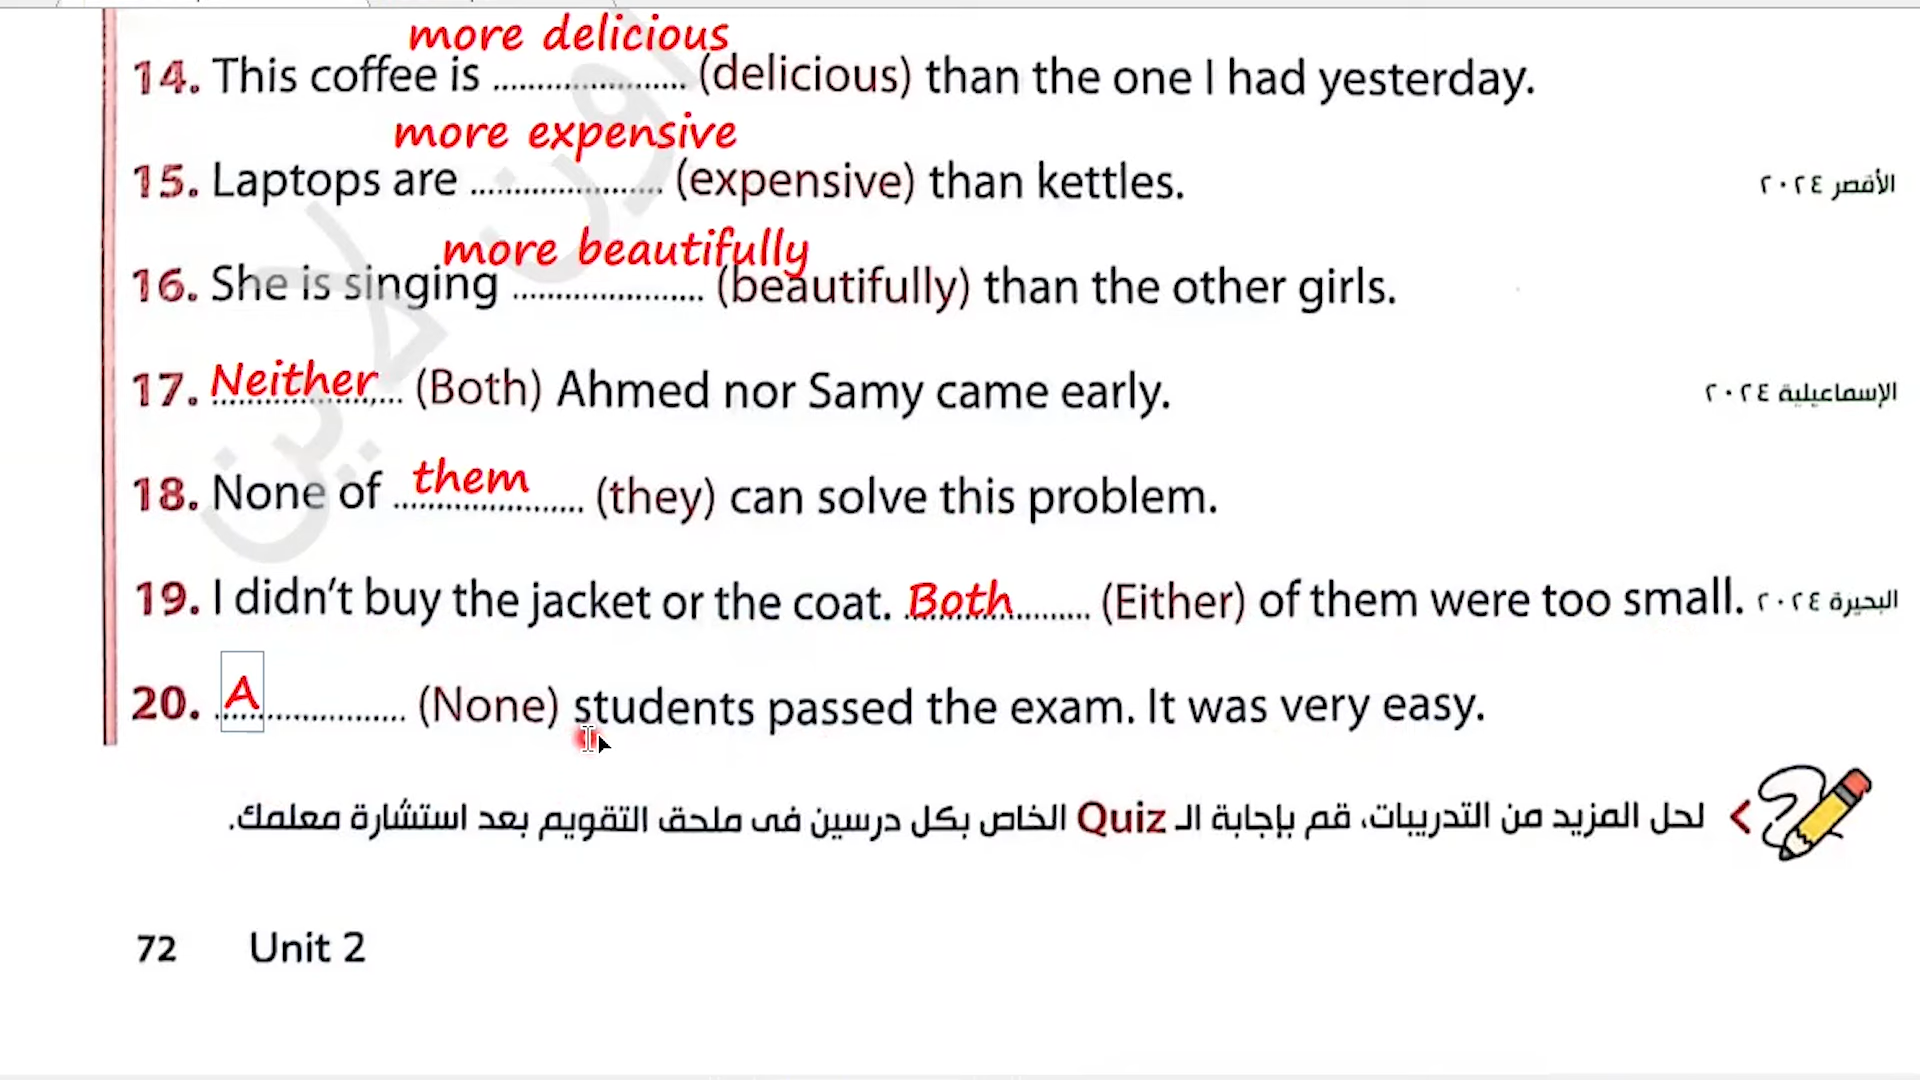 more delicious
14. This coffee is .................... (delicious) than the one I had yesterday.
more expensive
15. Laptops are .................... (expensive) than kettles. الأقصر ٢٠٢٤
more beautifully
16. She is singing .................... (beautifully) than the other girls.
17. Neither (Both) Ahmed nor Samy came early. الإسماعيلية ٢٠٢٤
18. None of them (they) can solve this problem.
19. I didn't buy the jacket or the coat. Both (Either) of them were too small. البحيرة ٢٠٢٤
20. A (None) students passed the exam. It was very easy.
لحل المزيد من التدريبات، قم بإجابة الـ Quiz الخاص بكل درسين فى ملحق التقويم بعد استشارة معلمك.
72 Unit 2